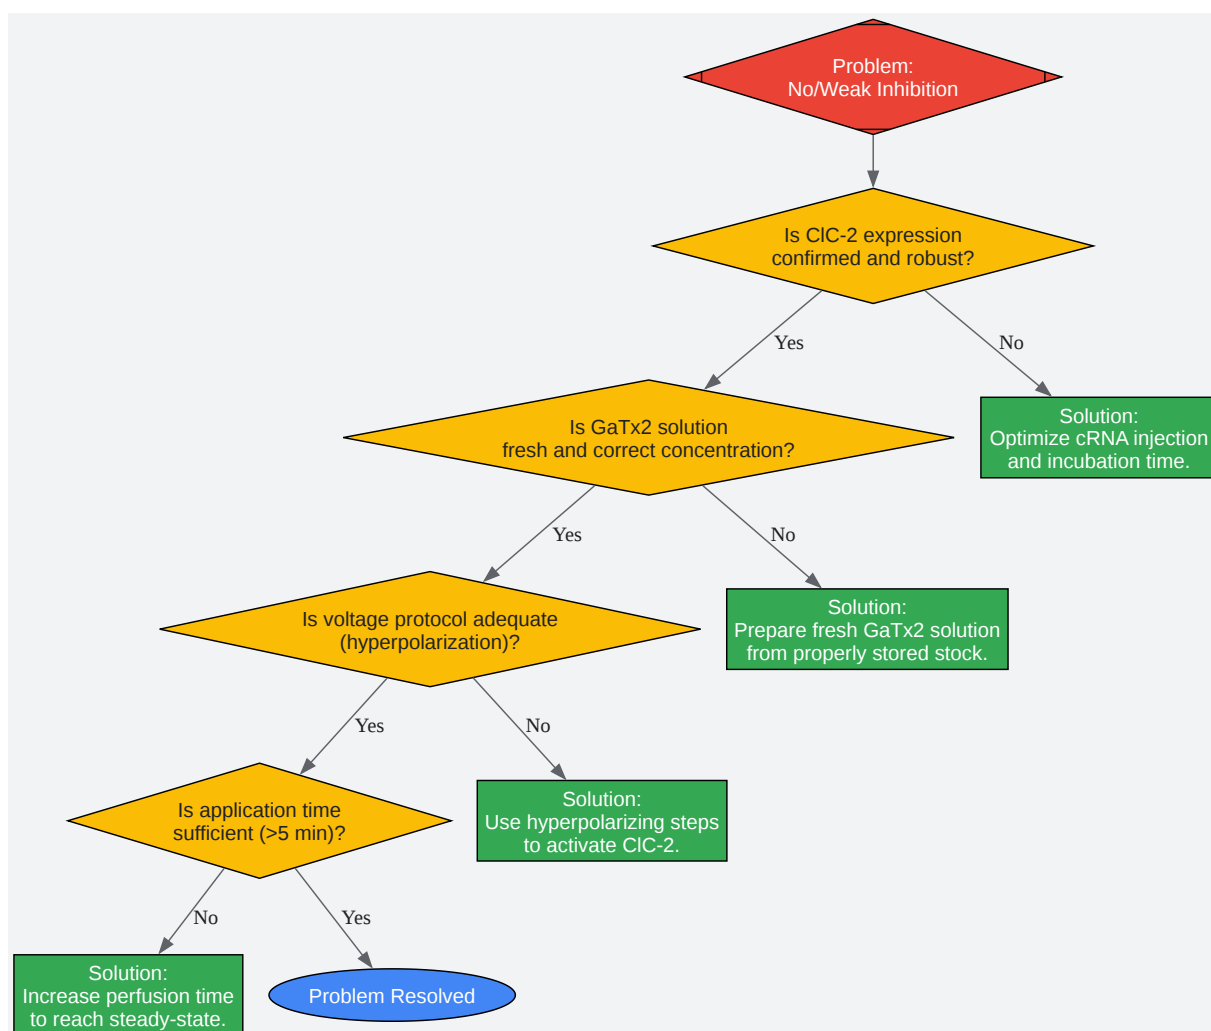 Problem:
No/Weak Inhibition
Is ClC-2 expression
confirmed and robust?
Yes
No
Is GaTx2 solution
fresh and correct concentration?
Solution:
Optimize cRNA injection
and incubation time.
Yes
No
Is voltage protocol adequate
(hyperpolarization)?
Solution:
Prepare fresh GaTx2 solution
from properly stored stock.
Yes
No
Is application time
sufficient (>5 min)?
Solution:
Use hyperpolarizing steps
to activate ClC-2.
No
Yes
Solution:
Increase perfusion time
to reach steady-state.
Problem Resolved